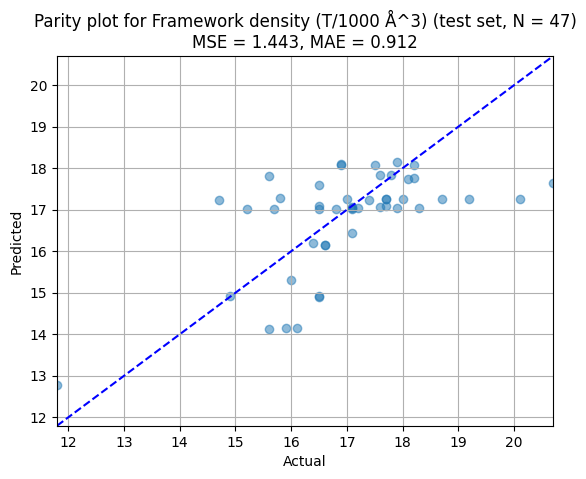 Parity plot for Framework density (T/1000 Å^3) (test set, N = 47)
MSE = 1.443, MAE = 0.912
20
19
18
17
16
15
14
13
12
Predicted
12 13 14 15 16 17 18 19 20
Actual